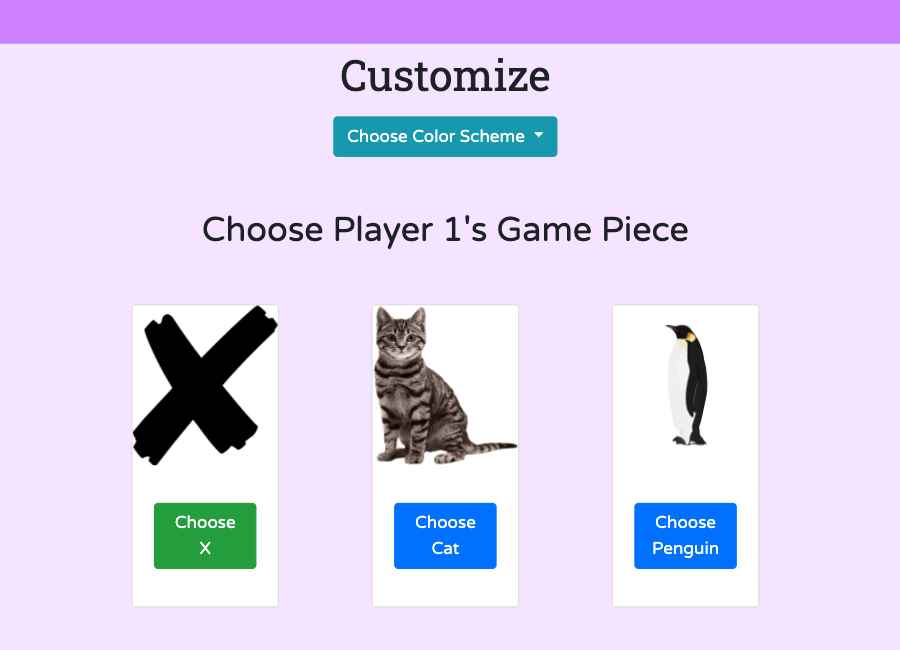 Customize
Choose Color Scheme
Choose Player 1's Game Piece
Choose
X
Choose
Cat
Choose
Penguin